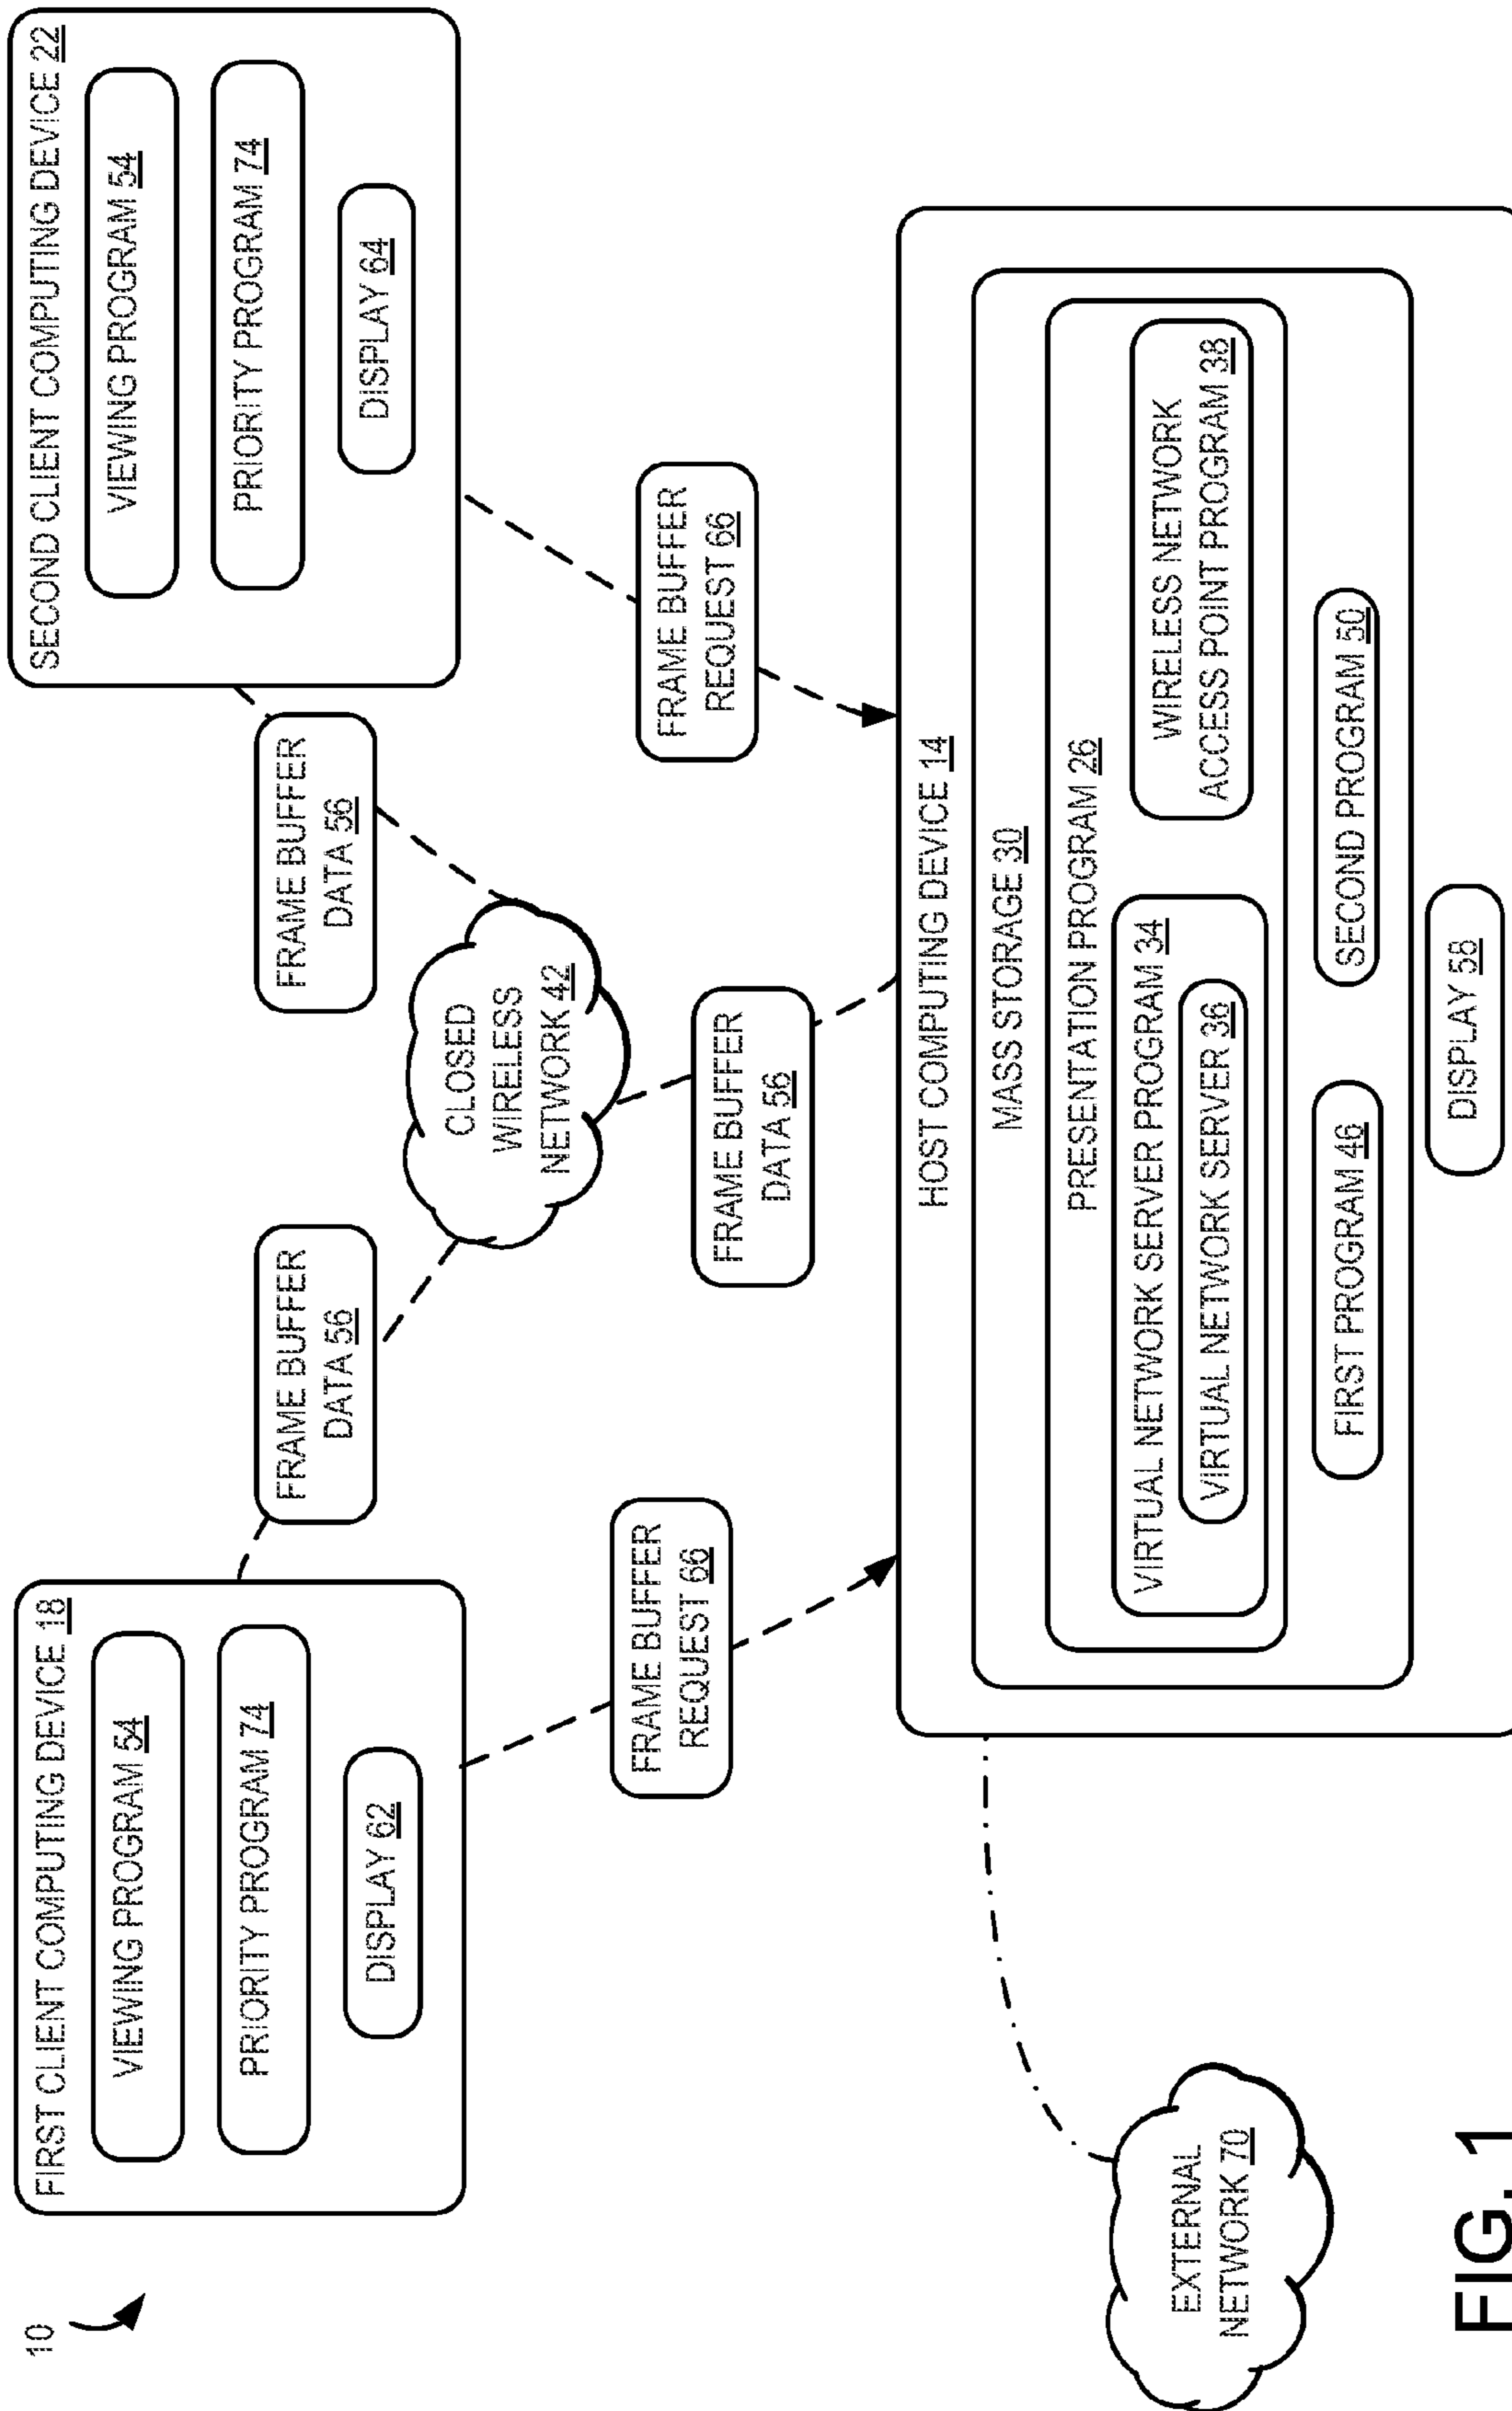 10
FIRST CLIENT COMPUTING DEVICE 18
VIEWING PROGRAM 54
PRIORITY PROGRAM 74
DISPLAY 62
SECOND CLIENT COMPUTING DEVICE 22
VIEWING PROGRAM 54
PRIORITY PROGRAM 74
DISPLAY 64
FRAME BUFFER
DATA 56
FRAME BUFFER
DATA 56
CLOSED
WIRELESS
NETWORK 42
FRAME BUFFER
REQUEST 66
FRAME BUFFER
DATA 56
FRAME BUFFER
REQUEST 66
HOST COMPUTING DEVICE 14
MASS STORAGE 30
PRESENTATION PROGRAM 26
VIRTUAL NETWORK SERVER PROGRAM 34
VIRTUAL NETWORK SERVER 36
WIRELESS NETWORK
ACCESS POINT PROGRAM 38
FIRST PROGRAM 46
SECOND PROGRAM 50
DISPLAY 58
EXTERNAL
NETWORK 70
FIG. 1